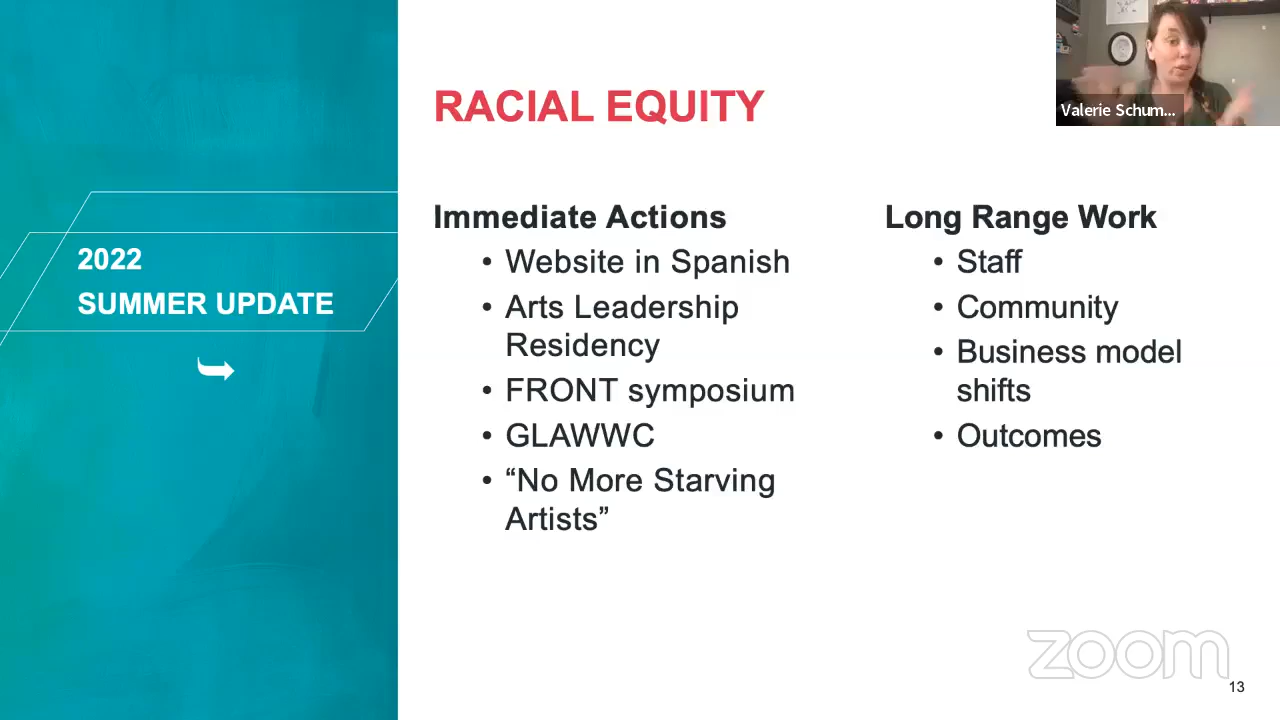 2022
SUMMER UPDATE
RACIAL EQUITY
Immediate Actions
• Website in Spanish
• Arts Leadership
Residency
• FRONT symposium
• GLAWWC
• “No More Starving
Artists”
Long Range Work
• Staff
• Community
• Business model
shifts
• Outcomes
Valerie Schum...
zoom
13